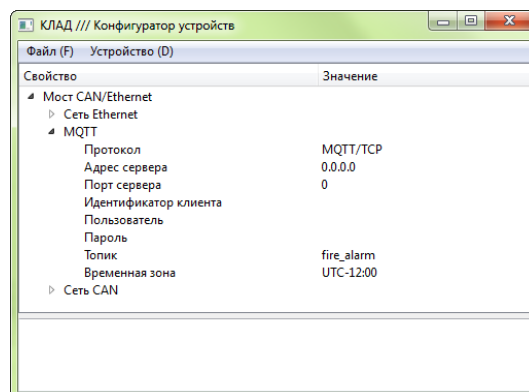 КЛАД /// Конфигуратор устройств
Файл (F) Устройство (D)
Свойство Значение
Мост CAN/Ethernet
Сеть Ethernet
MQTT
Протокол MQTT/TCP
Адрес сервера 0.0.0.0
Порт сервера 0
Идентификатор клиента
Пользователь
Пароль
Топик fire_alarm
Временная зона UTC-12:00
Сеть CAN